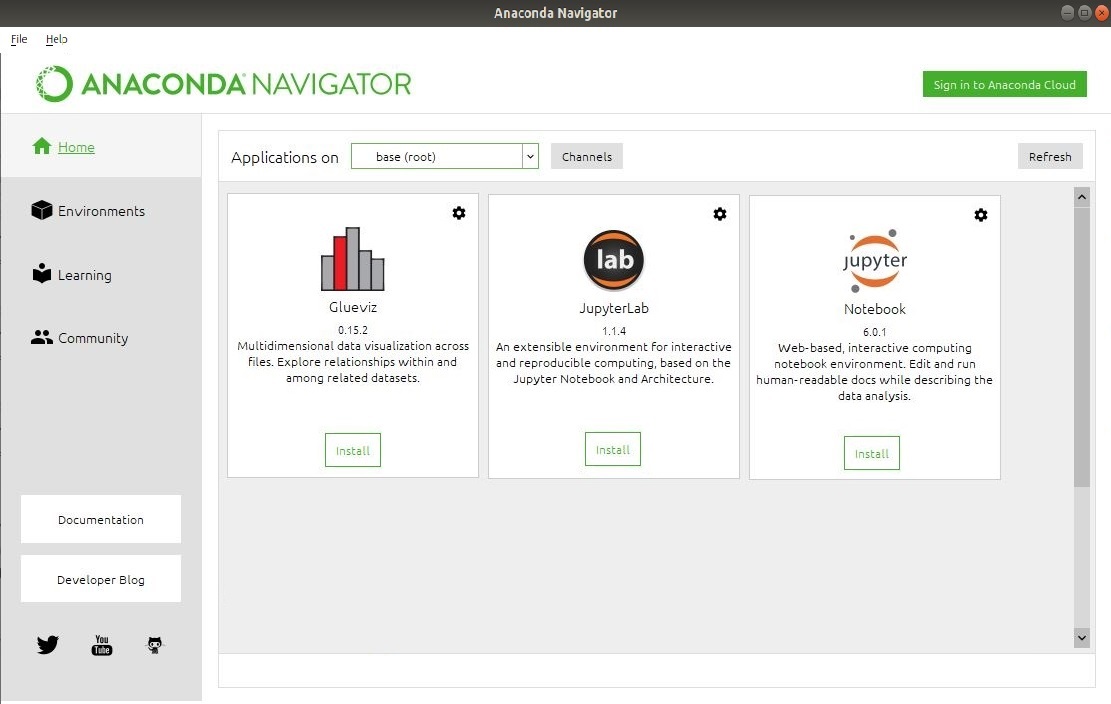 Anaconda Navigator
File Help
ANACONDA NAVIGATOR
Sign in to Anaconda Cloud
Home
Environments
Learning
Community
Documentation
Developer Blog
You
Tube
Applications on base (root) Channels Refresh
Glueviz
0.15.2
Multidimensional data visualization across
files. Explore relationships within and
among related datasets.
Install
lab
JupyterLab
1.1.4
An extensible environment for interactive
and reproducible computing, based on the
Jupyter Notebook and Architecture.
Install
jupyter
Notebook
6.0.1
Web-based, interactive computing
notebook environment. Edit and run
human-readable docs while describing the
data analysis.
Install